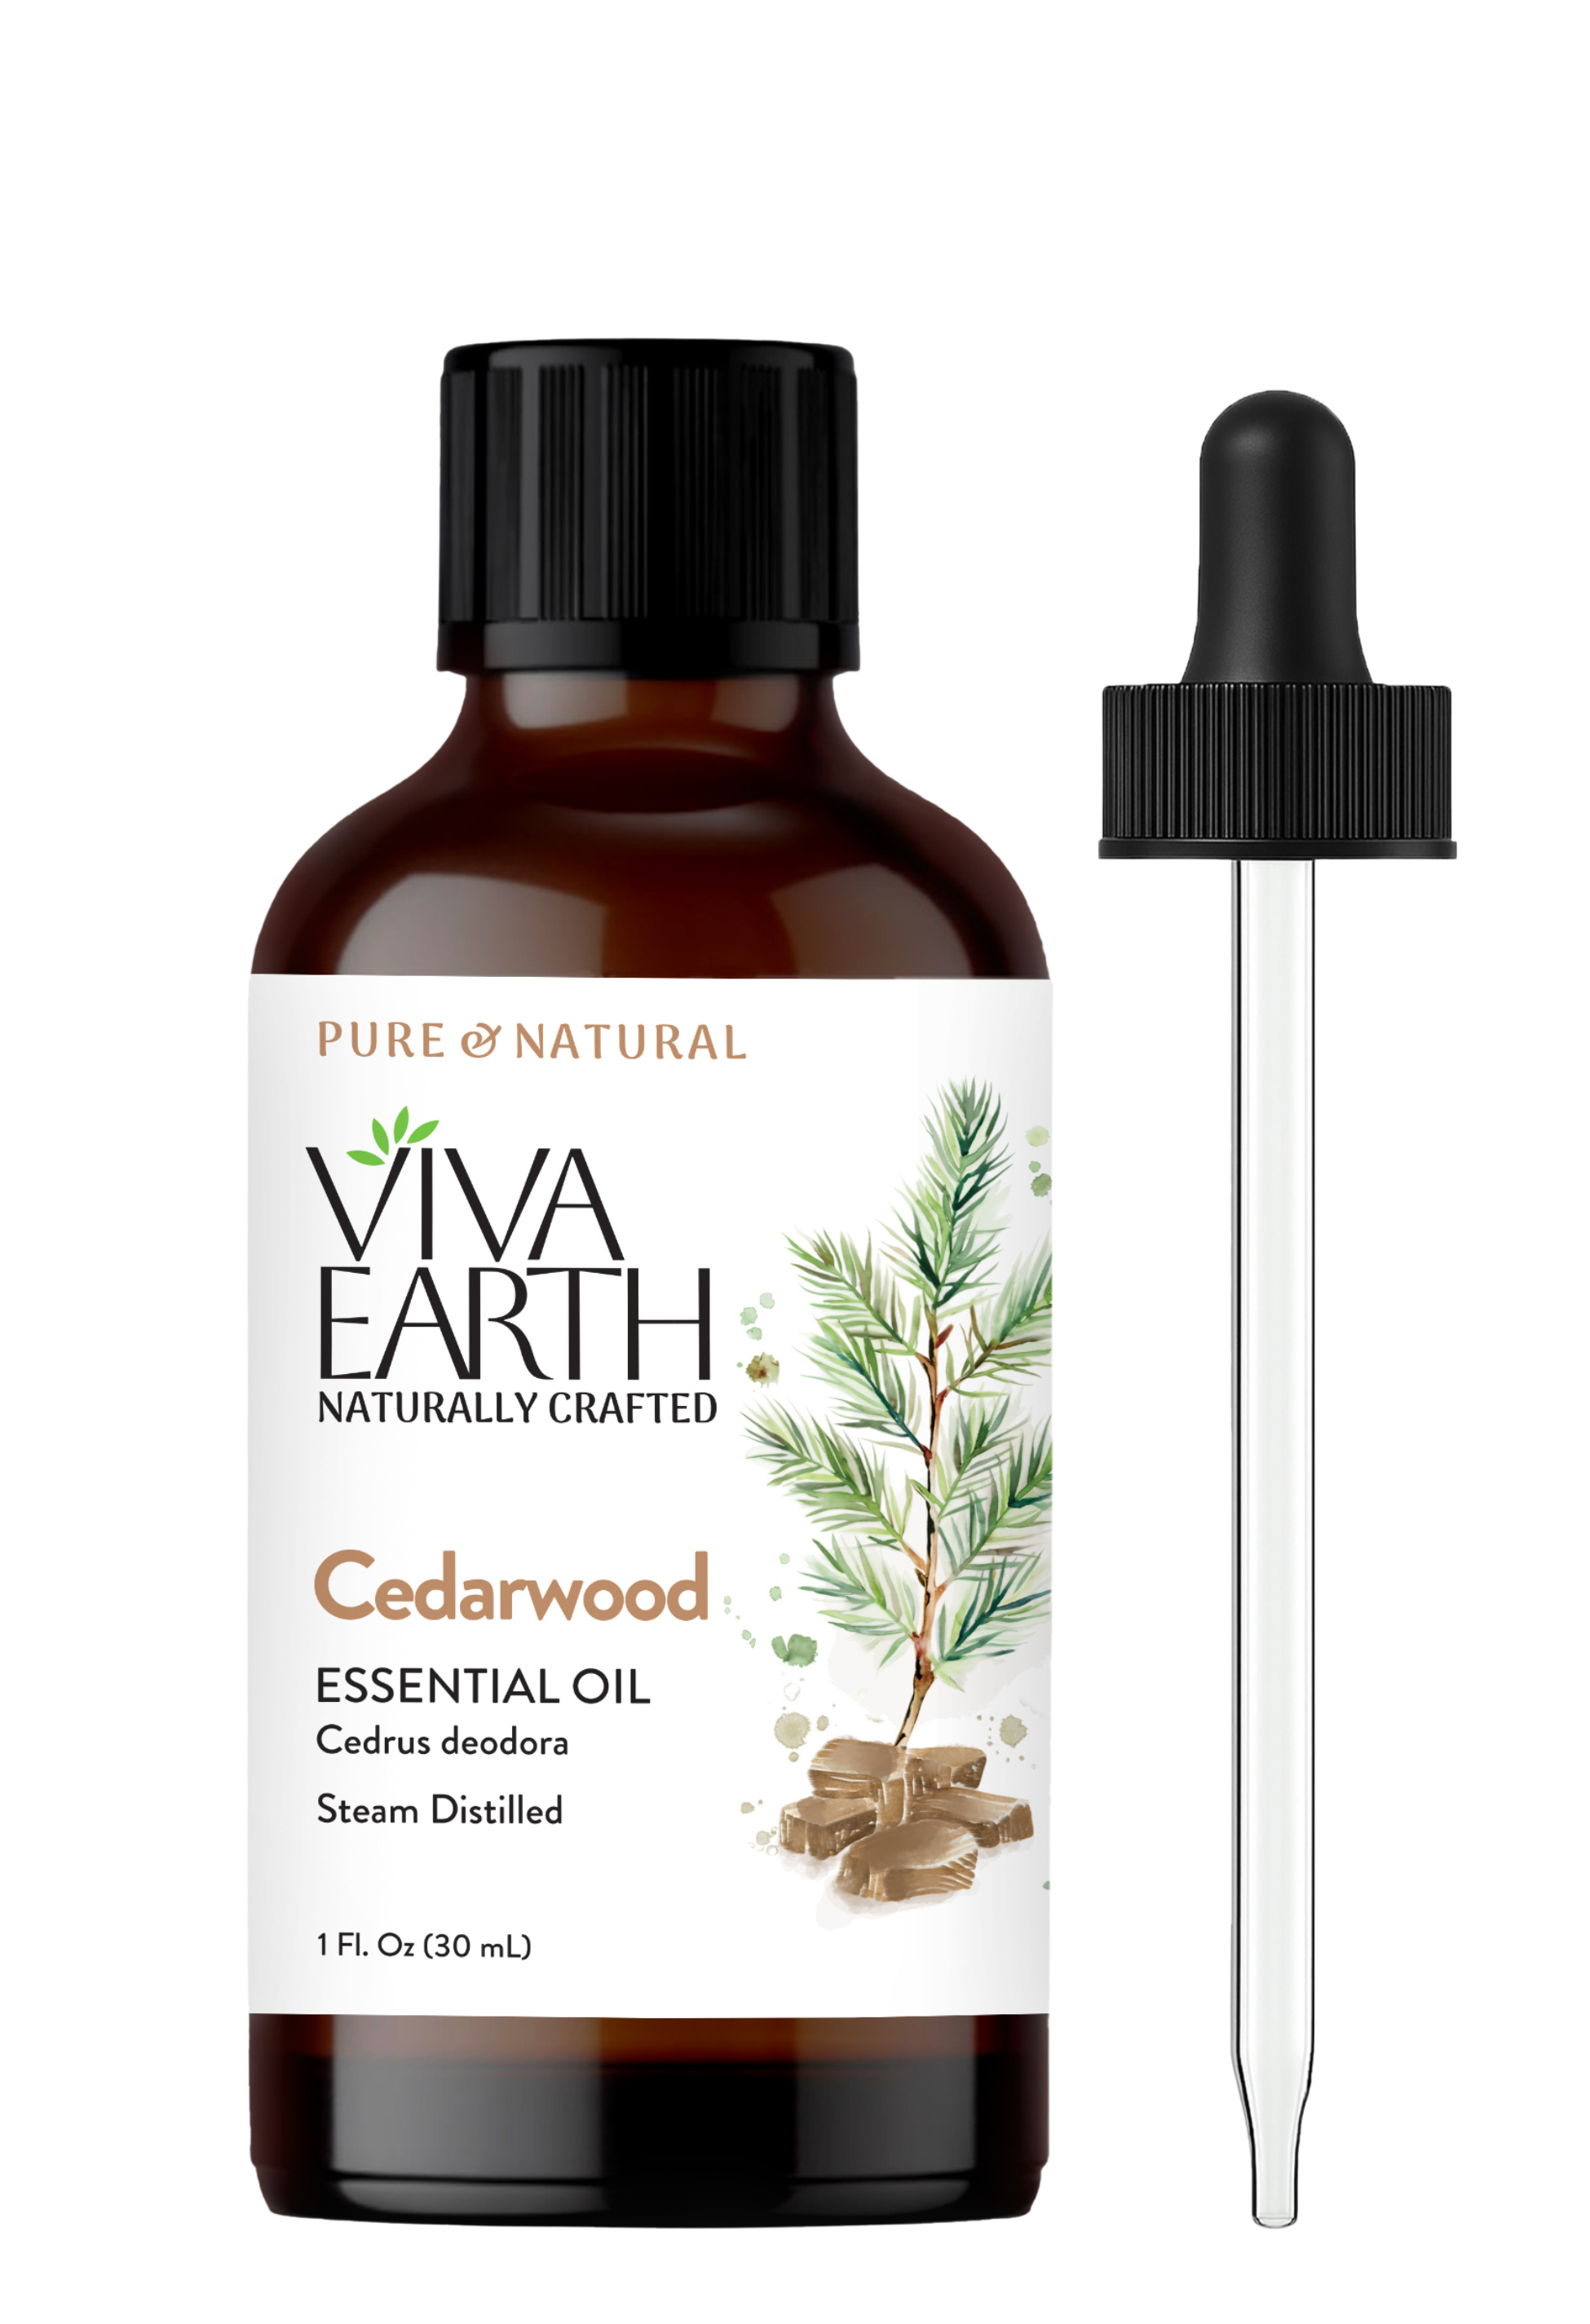 PURE & NATURAL
VIVA
EARTH
NATURALLY CRAFTED
Cedarwood
ESSENTIAL OIL
Cedrus deodora
Steam Distilled
1 Fl. Oz (30 mL)